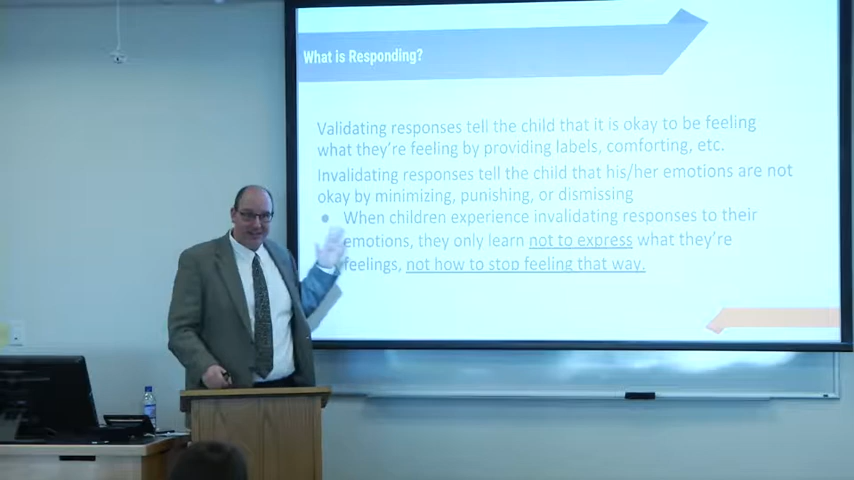 What is Responding?
Validating responses tell the child that it is okay to be feeling
what they're feeling by providing labels, comforting, etc.
Invalidating responses tell the child that his/her emotions are not
okay by minimizing, punishing, or dismissing
● When children experience invalidating responses to their
emotions, they only learn not to express what they're
feelings, not how to stop feeling that way.